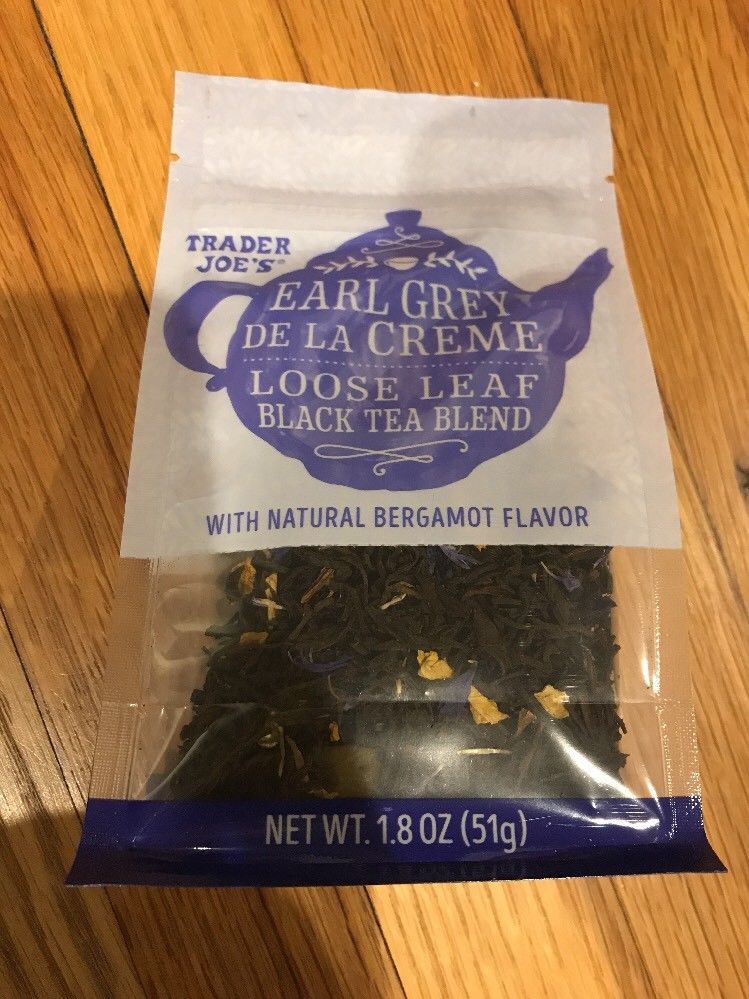 TRADER
JOE'S®
EARL GREY
DE LA CREME
LOOSE LEAF
BLACK TEA BLEND
WITH NATURAL BERGAMOT FLAVOR
NET WT. 1.8 OZ (51g)